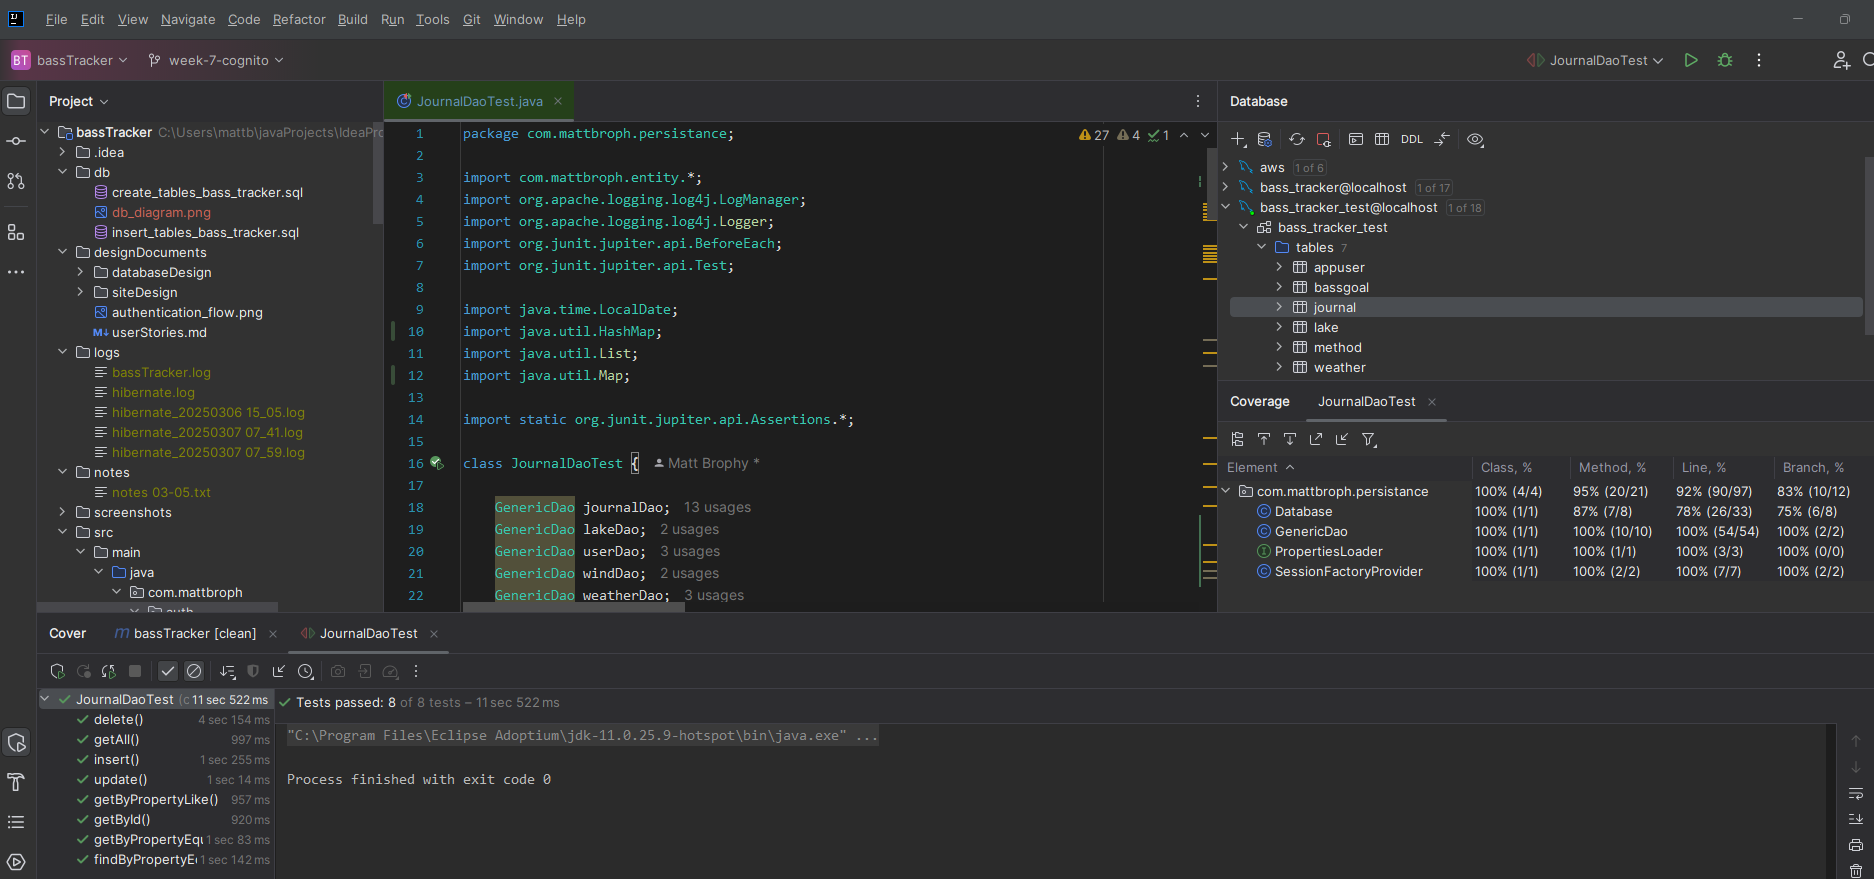 File Edit View Navigate Code Refactor Build Run Tools Git Window Help
BT bassTracker week-7-cognito JournalDaoTest
Project
bassTracker C:\Users\mattb\javaProjects\IdeaPro
.idea
db
create_tables_bass_tracker.sql
db_diagram.png
insert_tables_bass_tracker.sql
designDocuments
databaseDesign
siteDesign
authentication_flow.png
M↓ userStories.md
logs
bassTracker.log
hibernate.log
hibernate_20250306 15_05.log
hibernate_20250307 07_41.log
hibernate_20250307 07_59.log
notes
notes 03-05.txt
screenshots
src
main
java
com.mattbroph
auth
JournalDaoTest.java
27 4 1
1 package com.mattbroph.persistance;
2
3 import com.mattbroph.entity.*;
4 import org.apache.logging.log4j.LogManager;
5 import org.apache.logging.log4j.Logger;
6 import org.junit.jupiter.api.BeforeEach;
7 import org.junit.jupiter.api.Test;
8
9 import java.time.LocalDate;
10 import java.util.HashMap;
11 import java.util.List;
12 import java.util.Map;
13
14 import static org.junit.jupiter.api.Assertions.*;
15
16 class JournalDaoTest { Matt Brophy *
17
18 GenericDao journalDao; 13 usages
19 GenericDao lakeDao; 2 usages
20 GenericDao userDao; 3 usages
21 GenericDao windDao; 2 usages
22 GenericDao weatherDao; 3 usages
Database
DDL
aws 1 of 6
bass_tracker@localhost 1 of 17
bass_tracker_test@localhost 1 of 18
bass_tracker_test
tables 7
appuser
bassgoal
journal
lake
method
weather
Coverage JournalDaoTest
Element Class, % Method, % Line, % Branch, %
com.mattbroph.persistance 100% (4/4) 95% (20/21) 92% (90/97) 83% (10/12)
Database 100% (1/1) 87% (7/8) 78% (26/33) 75% (6/8)
GenericDao 100% (1/1) 100% (10/10) 100% (54/54) 100% (2/2)
PropertiesLoader 100% (1/1) 100% (1/1) 100% (3/3) 100% (0/0)
SessionFactoryProvider 100% (1/1) 100% (2/2) 100% (7/7) 100% (2/2)
Cover bassTracker [clean] JournalDaoTest
JournalDaoTest (c 11 sec 522 ms
delete() 4 sec 154 ms
getAll() 997 ms
insert() 1 sec 255 ms
update() 1 sec 14 ms
getByPropertyLike() 957 ms
getById() 920 ms
getByPropertyEqu 1 sec 83 ms
findByPropertyE 1 sec 142 ms
Tests passed: 8 of 8 tests – 11 sec 522 ms
"C:\Program Files\Eclipse Adoptium\jdk-11.0.25.9-hotspot\bin\java.exe" ...
Process finished with exit code 0